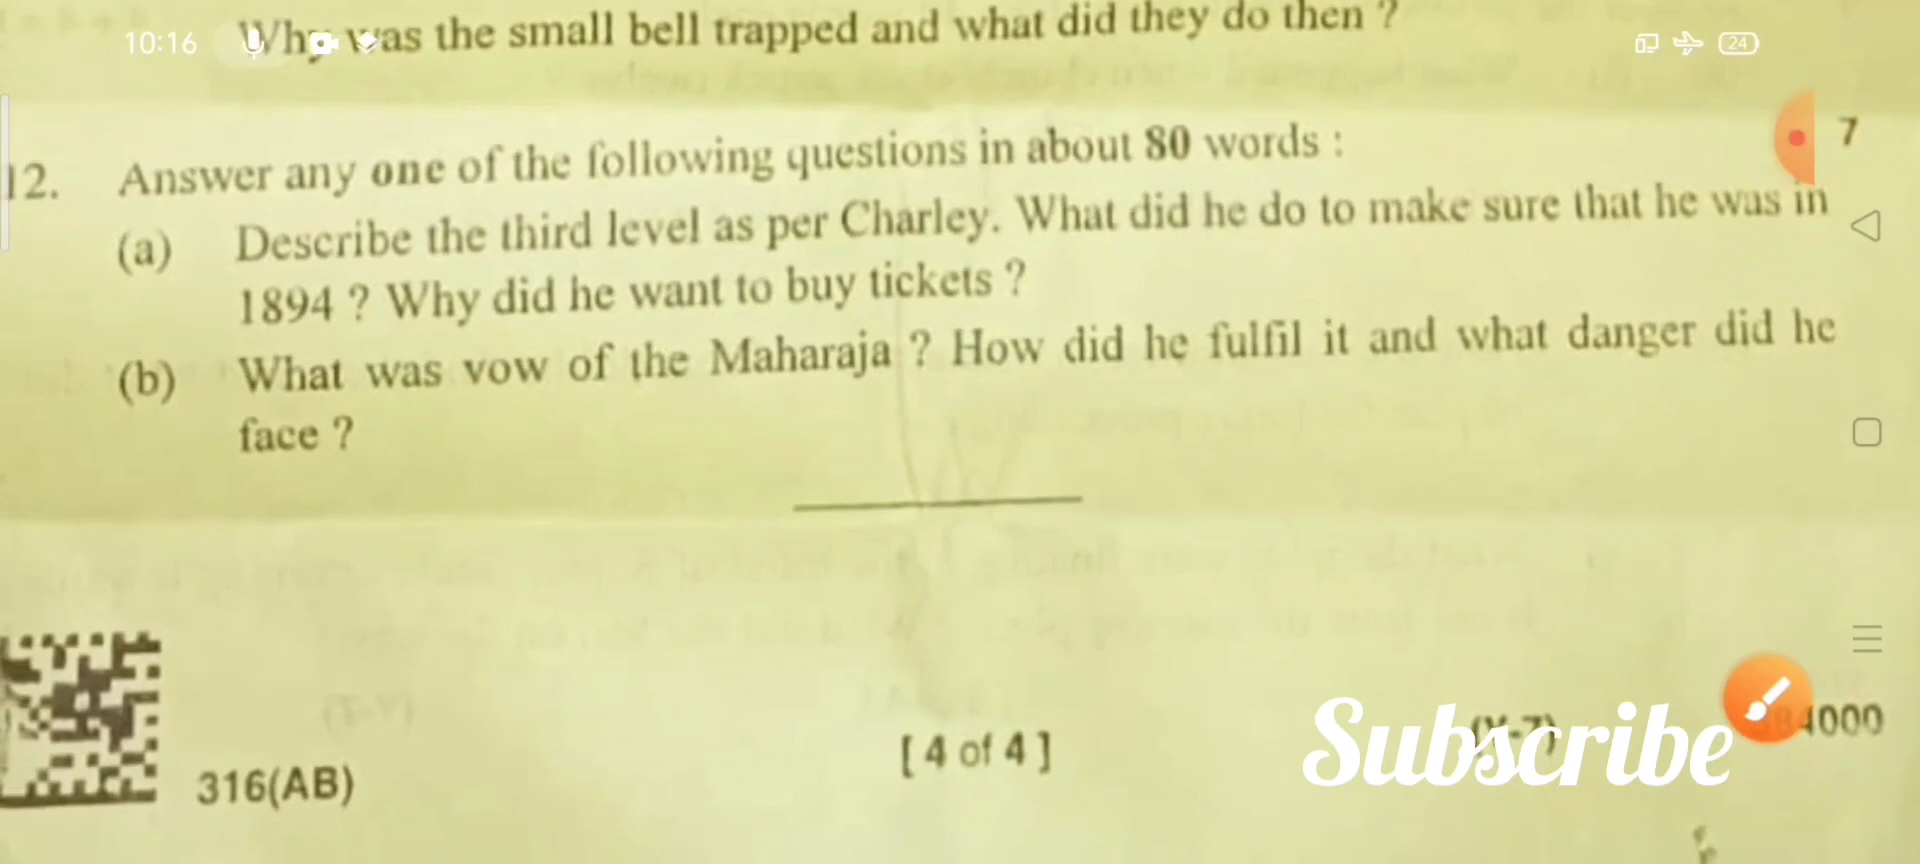 Why was the small bell trapped and what did they do then ?
10:16
24
7
12. Answer any one of the following questions in about 80 words :
(a) Describe the third level as per Charley. What did he do to make sure that he was in
1894 ? Why did he want to buy tickets ?
(b) What was vow of the Maharaja ? How did he fulfil it and what danger did he
face ?
316(AB)
[ 4 of 4 ]
(Y-7)
4000
Subscribe